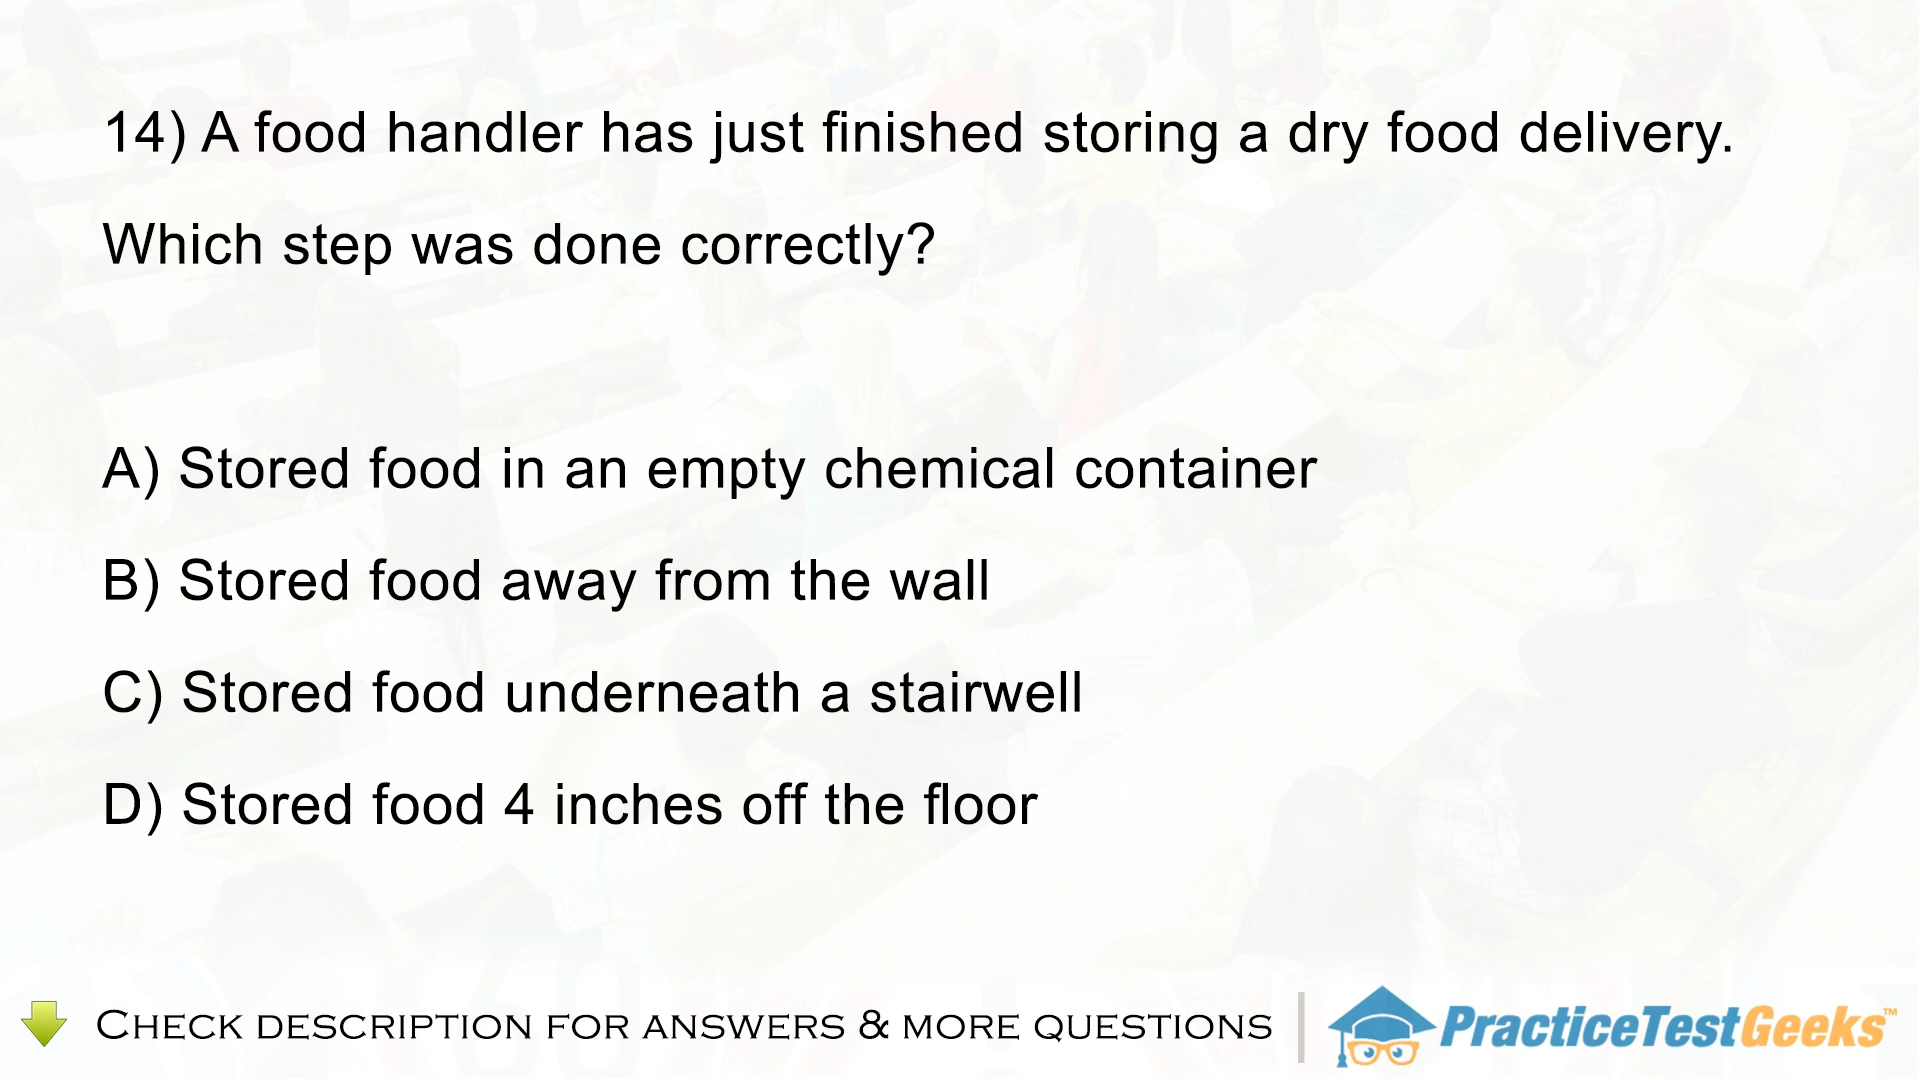 14) A food handler has just finished storing a dry food delivery.
Which step was done correctly?
A) Stored food in an empty chemical container
B) Stored food away from the wall
C) Stored food underneath a stairwell
D) Stored food 4 inches off the floor
CHECK DESCRIPTION FOR ANSWERS & MORE QUESTIONS
PracticeTestGeeks™